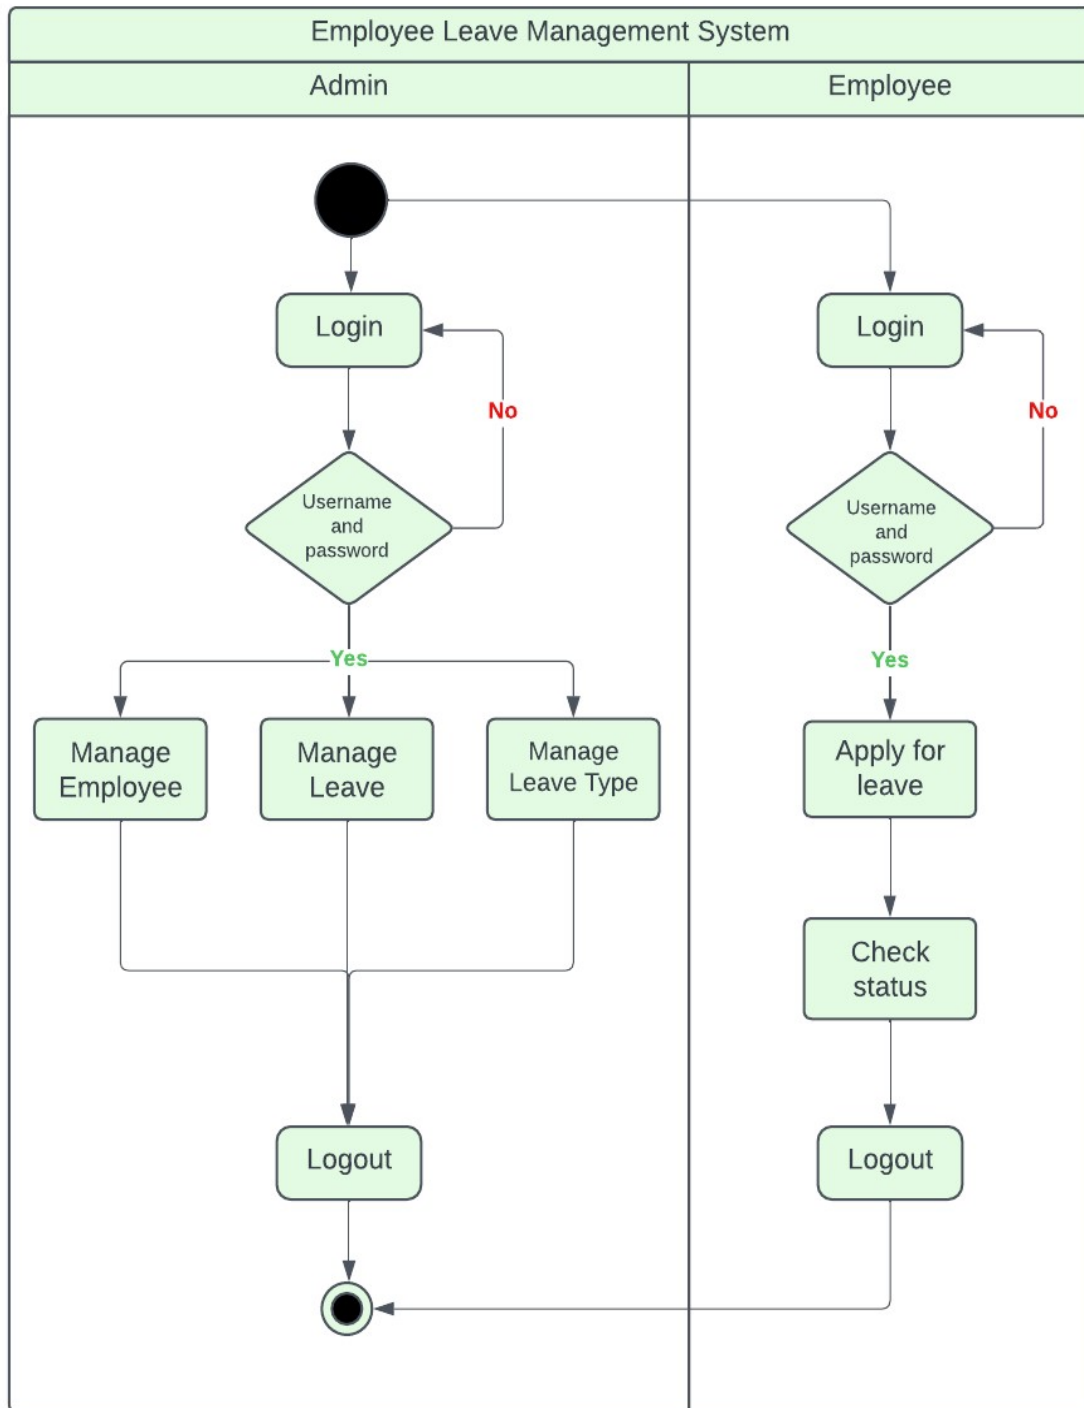 Employee Leave Management System
Admin
Employee
Login
Login
No
No
Username
and
password
Username
and
password
Yes
Yes
Manage
Employee
Manage
Leave
Manage
Leave Type
Apply for
leave
Check
status
Logout
Logout